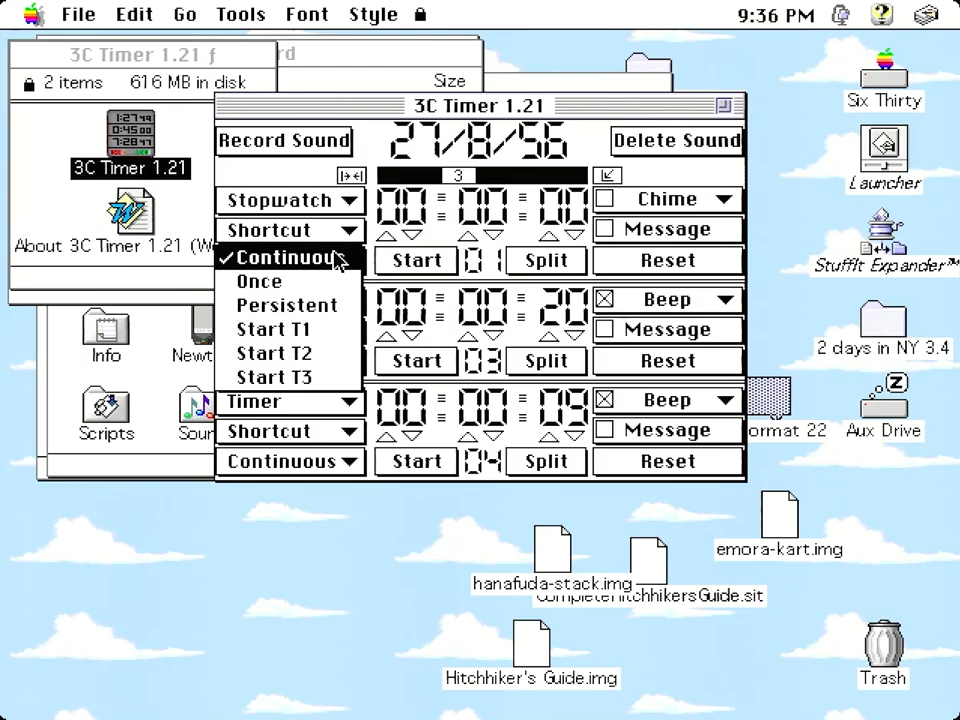 File Edit Go Tools Font Style 9:36 PM
3C Timer 1.21 ƒ
rd
2 items 616 MB in disk
Size
3C Timer 1.21
About 3C Timer 1.21 (W
Info
Newt
Scripts
Soun
3C Timer 1.21
Record Sound 27/8/56 Delete Sound
3
Stopwatch 00 00 00 Chime
Shortcut Message
Continuous Start 01 Split Reset
Once
Persistent
Start T1
Start T2
Start T3
00 00 20 Beep
Message
Start 03 Split Reset
Timer 00 00 09 Beep
Shortcut Message
Continuous Start 04 Split Reset
Six Thirty
Launcher
StuffIt Expander™
2 days in NY 3.4
ormat 22
Aux Drive
emora-kart.img
hanafuda-stack.img
CompleteHitchhikersGuide.sit
Hitchhiker's Guide.img
Trash